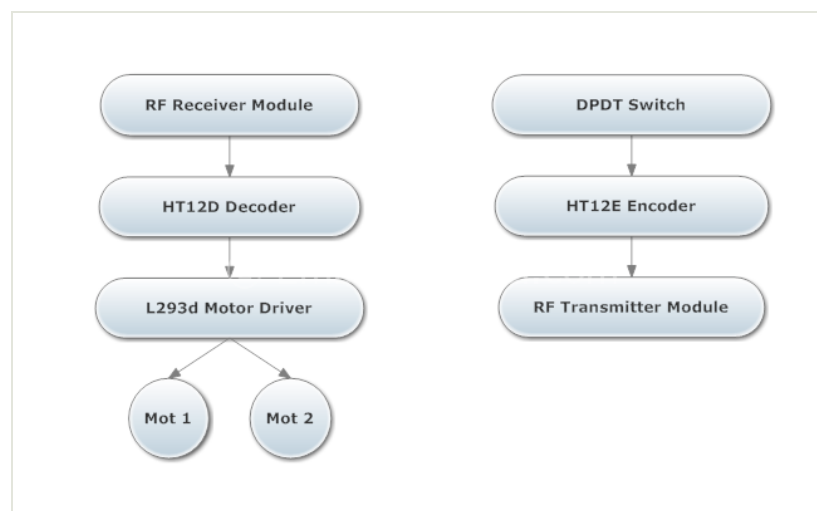 RF Receiver Module
HT12D Decoder
L293d Motor Driver
Mot 1
Mot 2
DPDT Switch
HT12E Encoder
RF Transmitter Module